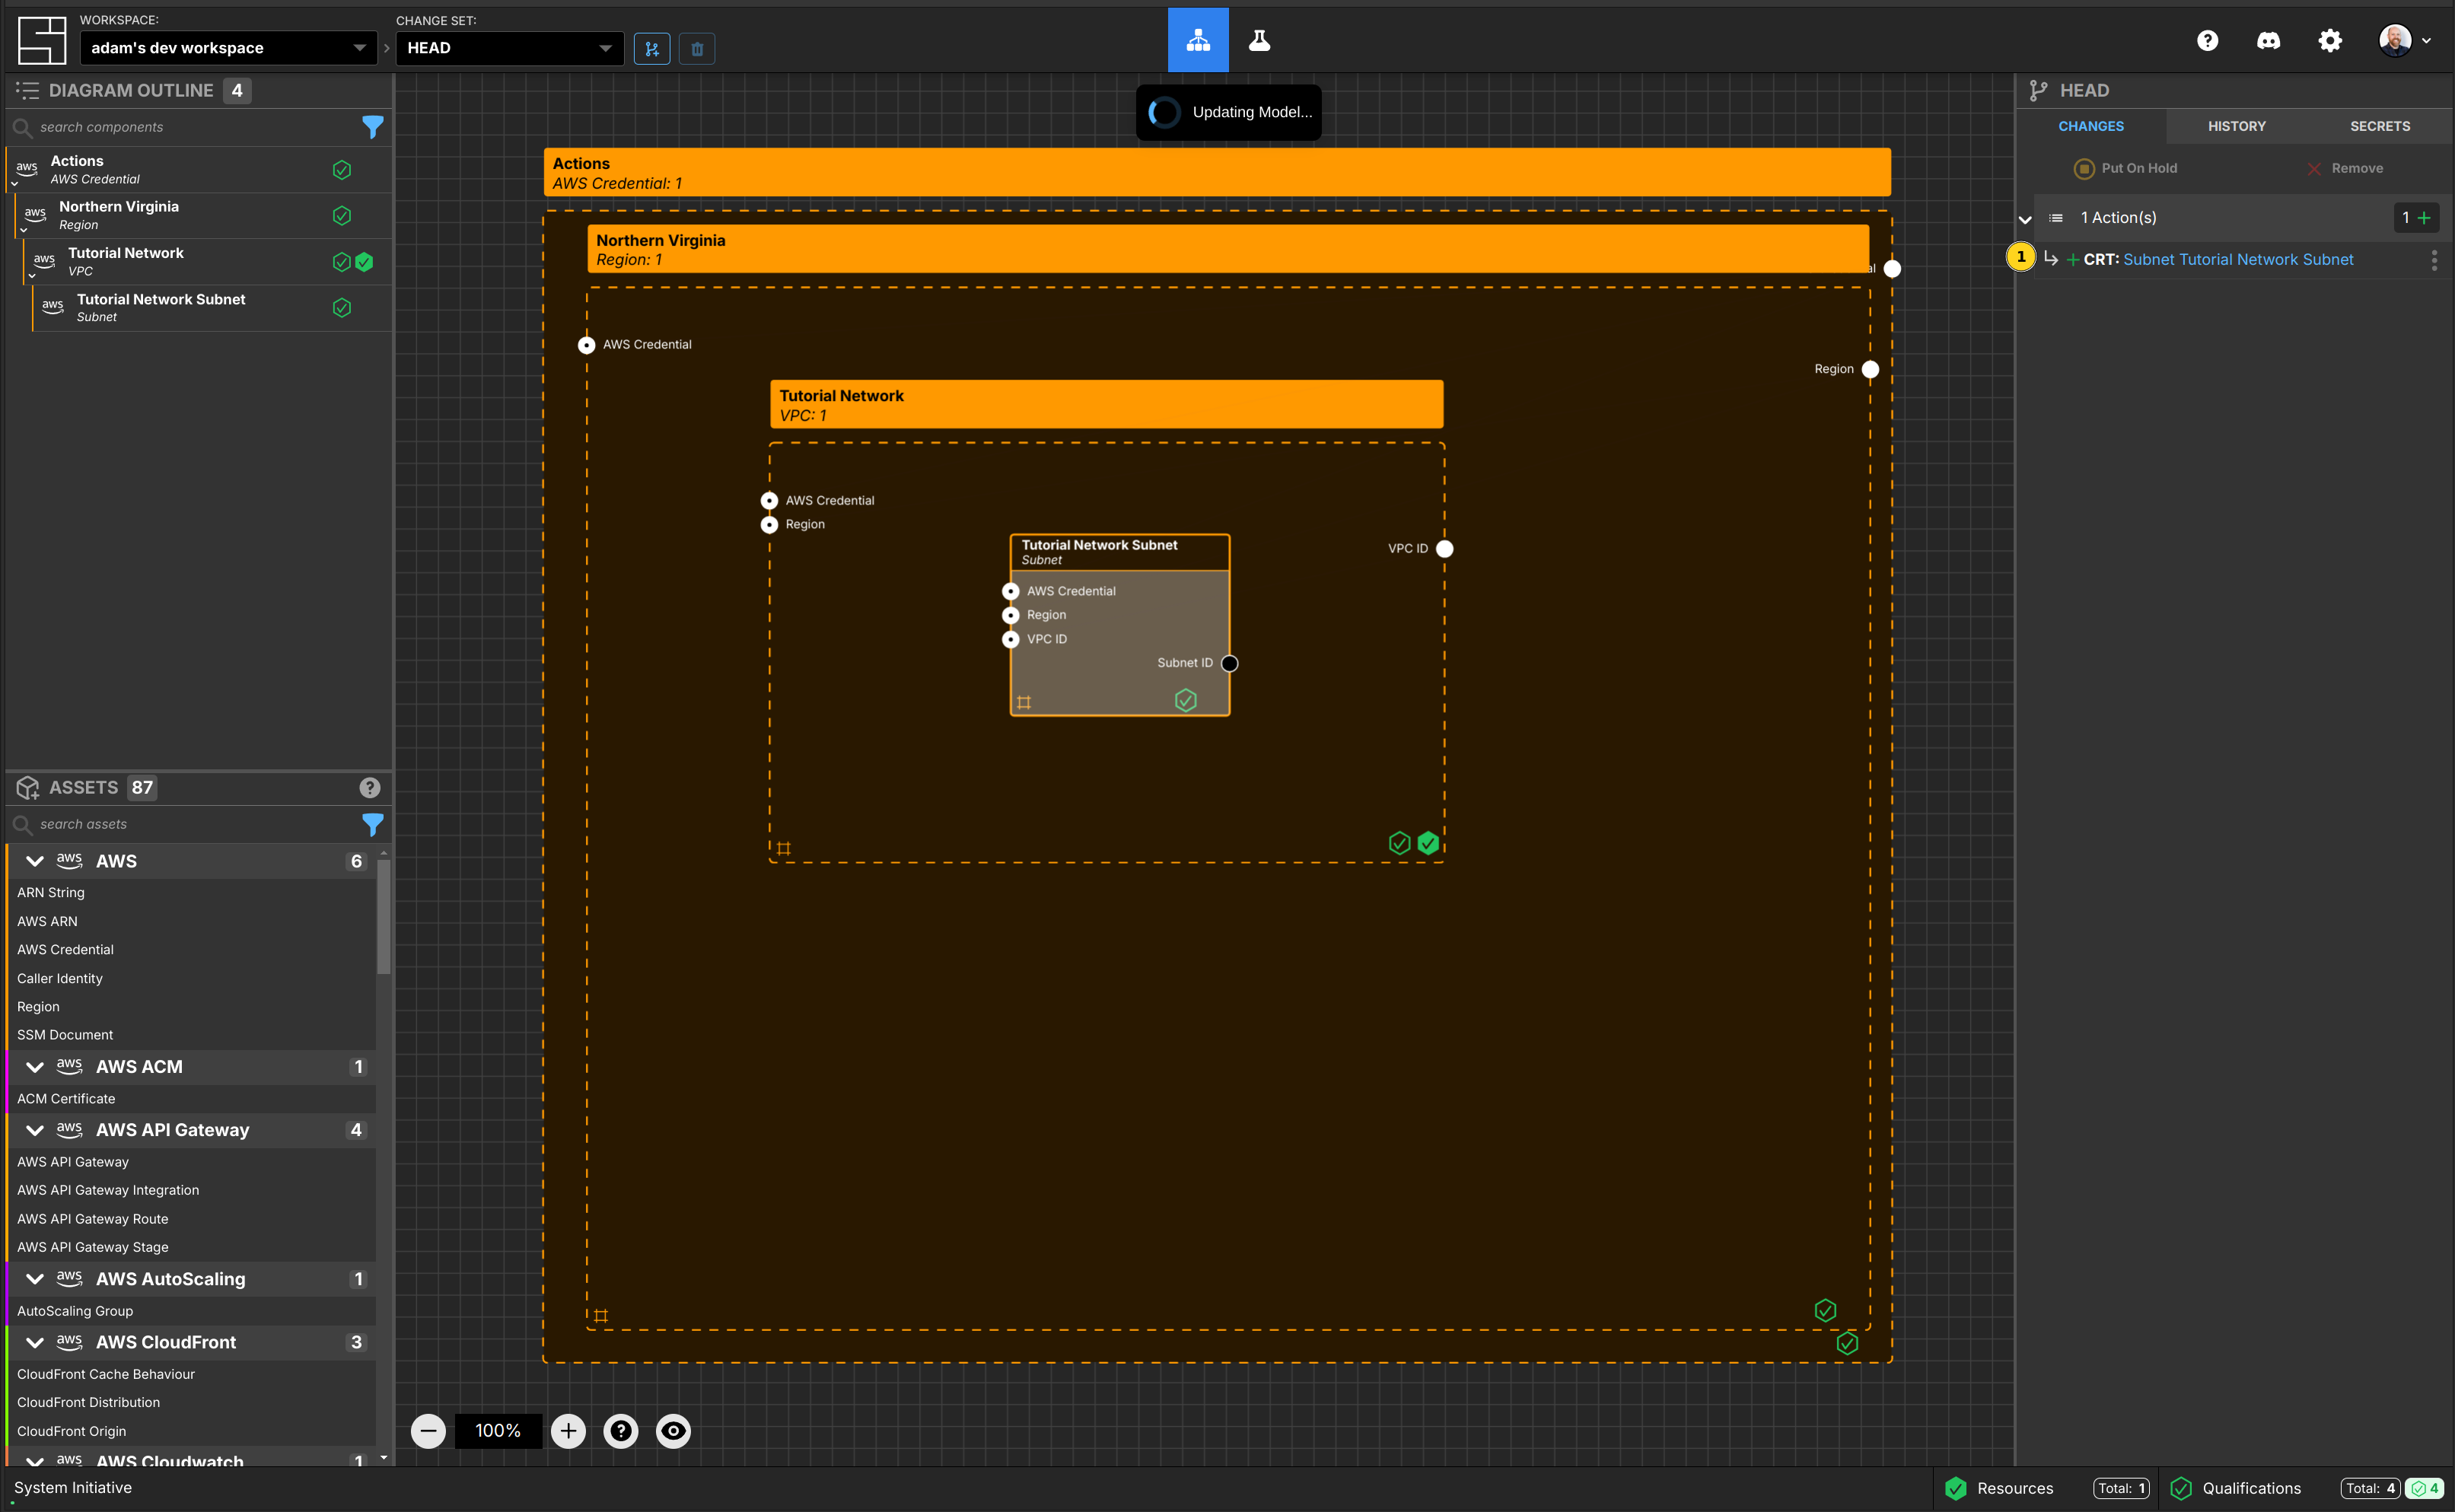 WORKSPACE:
adam's dev workspace
CHANGE SET:
HEAD
DIAGRAM OUTLINE 4
search components
aws
Actions
AWS Credential
aws
Northern Virginia
Region
aws
Tutorial Network
VPC
aws
Tutorial Network Subnet
Subnet
ASSETS 87
search assets
aws AWS 6
ARN String
AWS ARN
AWS Credential
Caller Identity
Region
SSM Document
aws AWS ACM 1
ACM Certificate
aws AWS API Gateway 4
AWS API Gateway
AWS API Gateway Integration
AWS API Gateway Route
AWS API Gateway Stage
aws AWS AutoScaling 1
AutoScaling Group
aws AWS CloudFront 3
CloudFront Cache Behaviour
CloudFront Distribution
CloudFront Origin
aws AWS Cloudwatch 1
Updating Model...
Actions
AWS Credential: 1
Northern Virginia
Region: 1
al
AWS Credential
Region
Tutorial Network
VPC: 1
AWS Credential
Region
VPC ID
Tutorial Network Subnet
Subnet
AWS Credential
Region
VPC ID
Subnet ID
100%
HEAD
CHANGES
HISTORY
SECRETS
Put On Hold
Remove
1 Action(s)
1 +
1
+ CRT: Subnet Tutorial Network Subnet
System Initiative
Resources
Total: 1
Qualifications
Total: 4
4